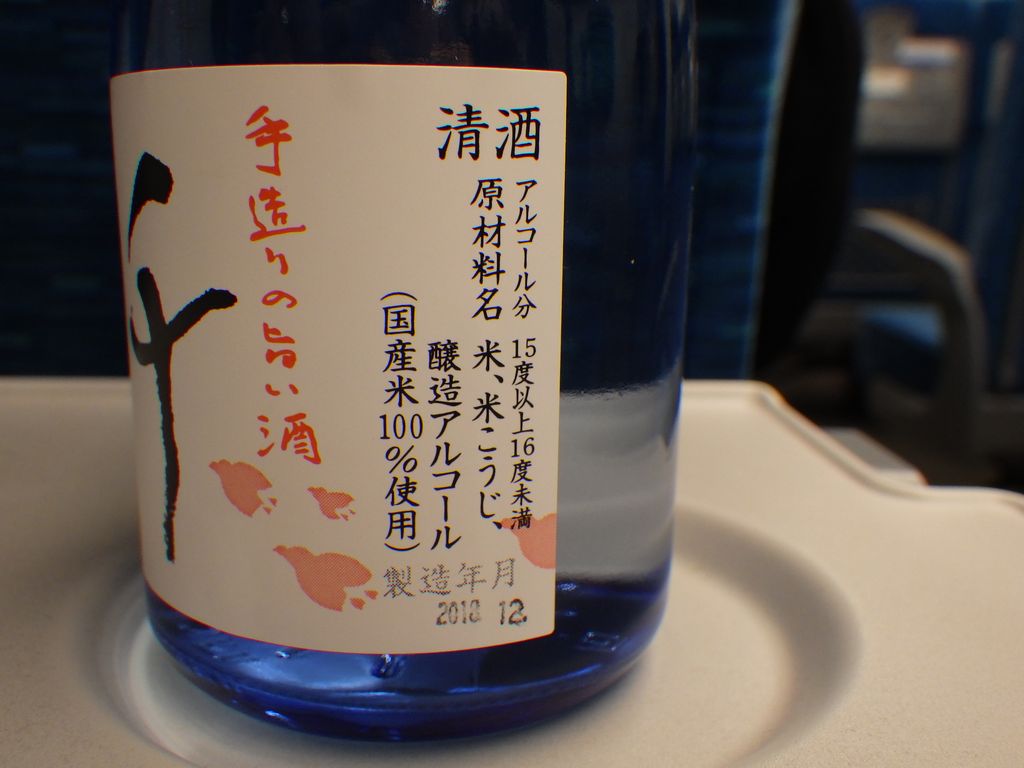 清酒
アルコール分 15度以上16度未満
原材料名 米、米こうじ、
醸造アルコール
(国産米100%使用)
製造年月
2012 12.
手造りの旨い酒
千